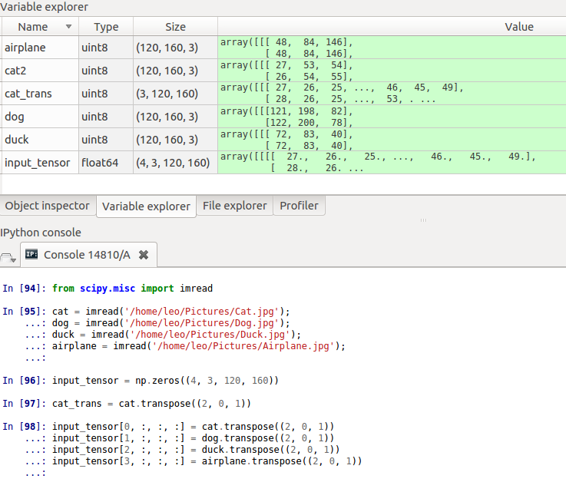 Variable explorer
Name Type Size Value
airplane uint8 (120, 160, 3) array([[[ 48, 84, 146],
[ 48, 84, 146],
cat2 uint8 (120, 160, 3) array([[[ 27, 53, 54],
[ 26, 54, 55],
cat_trans uint8 (3, 120, 160) array([[[ 27, 26, 25, ..., 46, 45, 49],
[ 28, 26, 25, ..., 53, . ...
dog uint8 (120, 160, 3) array([[[121, 198, 82],
[122, 200, 78],
duck uint8 (120, 160, 3) array([[[ 72, 83, 40],
[ 72, 83, 40],
input_tensor float64 (4, 3, 120, 160) array([[[[ 27., 26., 25., ..., 46., 45., 49.],
[ 28., 26. ...
Object inspector Variable explorer File explorer Profiler
IPython console
IP: Console 14810/A
In [94]: from scipy.misc import imread
In [95]: cat = imread('/home/leo/Pictures/Cat.jpg');
...: dog = imread('/home/leo/Pictures/Dog.jpg');
...: duck = imread('/home/leo/Pictures/Duck.jpg');
...: airplane = imread('/home/leo/Pictures/Airplane.jpg');
...:
In [96]: input_tensor = np.zeros((4, 3, 120, 160))
In [97]: cat_trans = cat.transpose((2, 0, 1))
In [98]: input_tensor[0, :, :, :] = cat.transpose((2, 0, 1))
...: input_tensor[1, :, :, :] = dog.transpose((2, 0, 1))
...: input_tensor[2, :, :, :] = duck.transpose((2, 0, 1))
...: input_tensor[3, :, :, :] = airplane.transpose((2, 0, 1))
...: